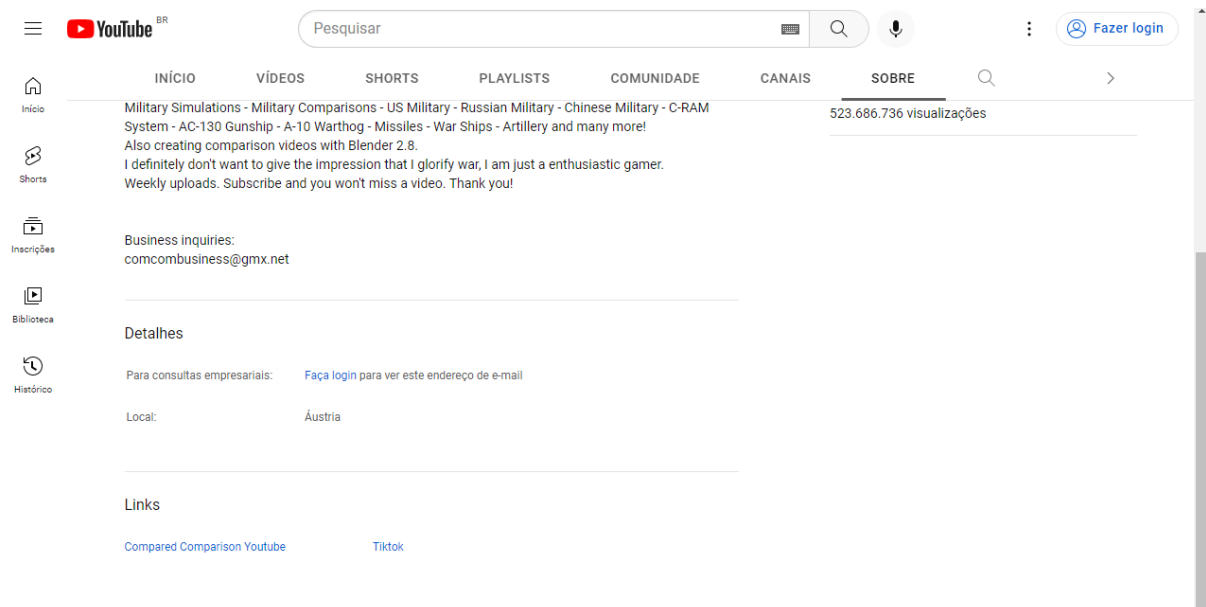 YouTube BR
Pesquisar
Fazer login
INÍCIO VÍDEOS SHORTS PLAYLISTS COMUNIDADE CANAIS SOBRE
Início
Shorts
Inscrições
Biblioteca
Histórico
Military Simulations - Military Comparisons - US Military - Russian Military - Chinese Military - C-RAM
System - AC-130 Gunship - A-10 Warthog - Missiles - War Ships - Artillery and many more!
Also creating comparison videos with Blender 2.8.
I definitely don't want to give the impression that I glorify war, I am just a enthusiastic gamer.
Weekly uploads. Subscribe and you won't miss a video. Thank you!
Business inquiries:
comcombusiness@gmx.net
Detalhes
Para consultas empresariais: Faça login para ver este endereço de e-mail
Local: Áustria
Links
Compared Comparison Youtube Tiktok
523.686.736 visualizações